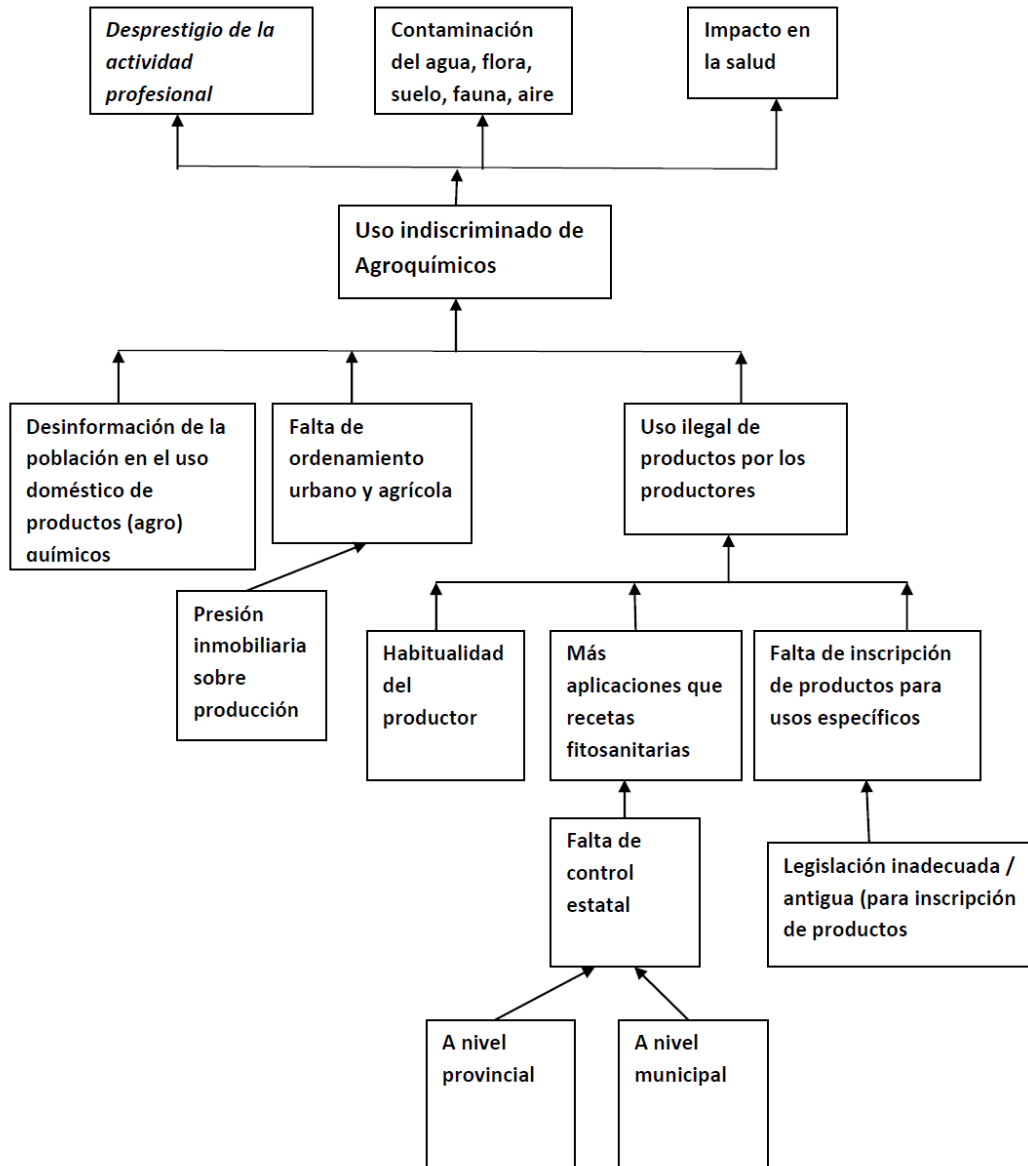 Desprestigio de la
actividad
profesional
Contaminación
del agua, flora,
suelo, fauna, aire
Impacto en
la salud
Uso indiscriminado de
Agroquímicos
Desinformación de la
población en el uso
doméstico de
productos (agro)
químicos
Falta de
ordenamiento
urbano y agrícola
Uso ilegal de
productos por los
productores
Presión
inmobiliaria
sobre
producción
Habitualidad
del
productor
Más
aplicaciones que
recetas
fitosanitarias
Falta de inscripción
de productos para
usos específicos
Falta de
control
estatal
Legislación inadecuada /
antigua (para inscripción
de productos
A nivel
provincial
A nivel
municipal